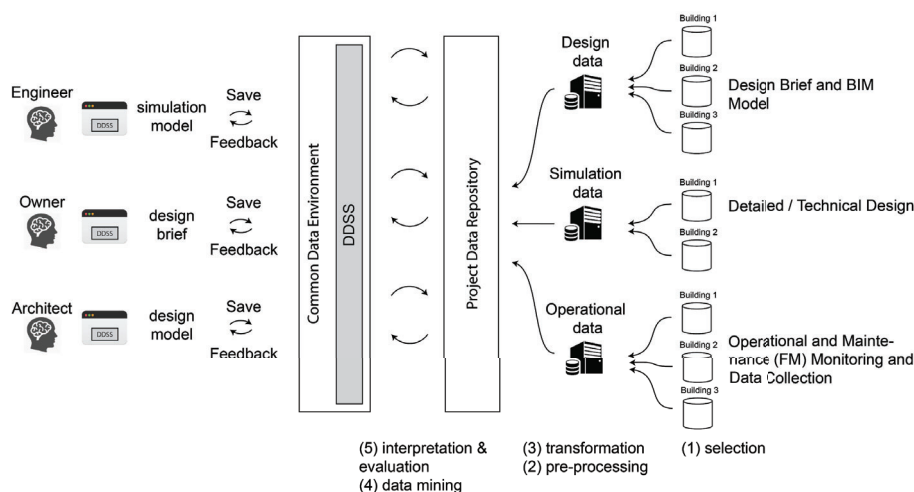 Engineer
DDSS
simulation
model
Save
Feedback
Owner
DDSS
design
brief
Save
Feedback
Architect
DDSS
design
model
Save
Feedback
Common Data Environment
DDSS
Project Data Repository
Design
data
Building 1
Building 2
Building 3
Design Brief and BIM
Model
Simulation
data
Building 1
Building 2
Detailed / Technical Design
Operational
data
Building 1
Building 2
Building 3
Operational and Mainte-
nance (FM) Monitoring and
Data Collection
(5) interpretation &
evaluation
(4) data mining
(3) transformation
(2) pre-processing
(1) selection